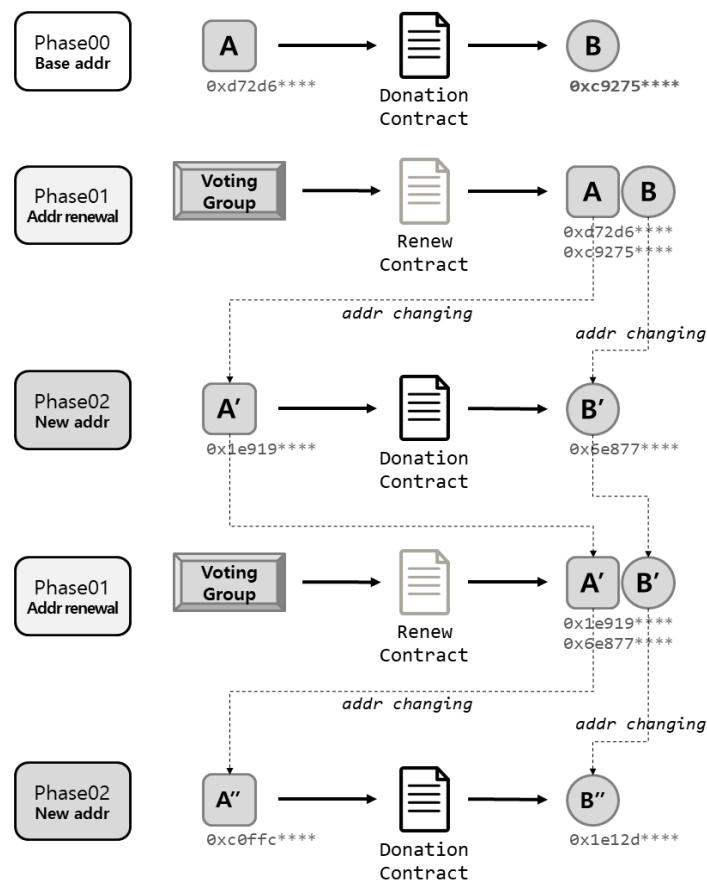 Phase00
Base addr
A
0xd72d6****
Donation
Contract
B
0xc9275****
Phase01
Addr renewal
Voting
Group
Renew
Contract
A
B
0xd72d6****
0xc9275****
addr changing
addr changing
Phase02
New addr
A′
0x1e919****
Donation
Contract
B′
0x6e877****
Phase01
Addr renewal
Voting
Group
Renew
Contract
A′
B′
0x1e919****
0x6e877****
addr changing
addr changing
Phase02
New addr
A″
0xc0ffc****
Donation
Contract
B″
0x1e12d****